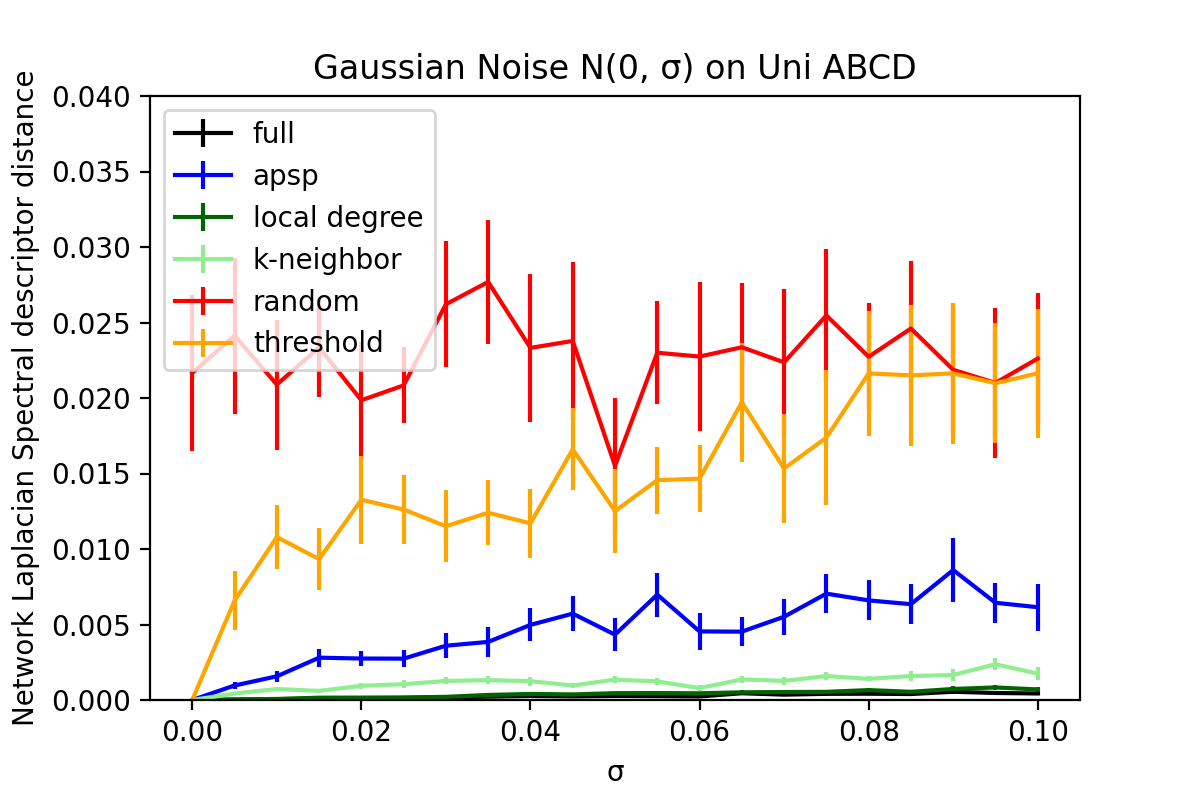 Gaussian Noise N(0, σ) on Uni ABCD
Network Laplacian Spectral descriptor distance
0.040
0.035
0.030
0.025
0.020
0.015
0.010
0.005
0.000
full
apsp
local degree
k-neighbor
random
threshold
0.00 0.02 0.04 0.06 0.08 0.10
σ